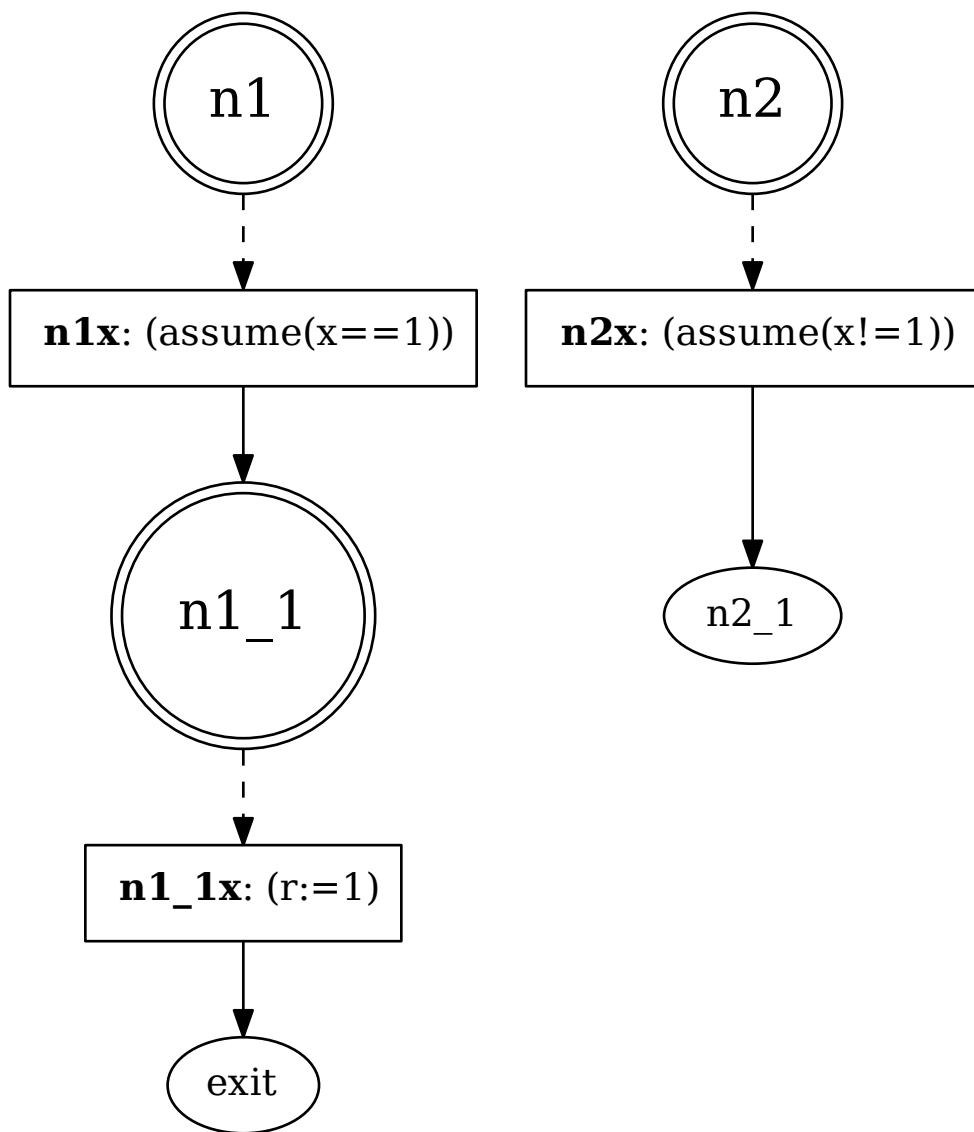 n1
n2
n1x: (assume(x==1))
n2x: (assume(x!=1))
n1_1
n2_1
n1_1x: (r:=1)
exit